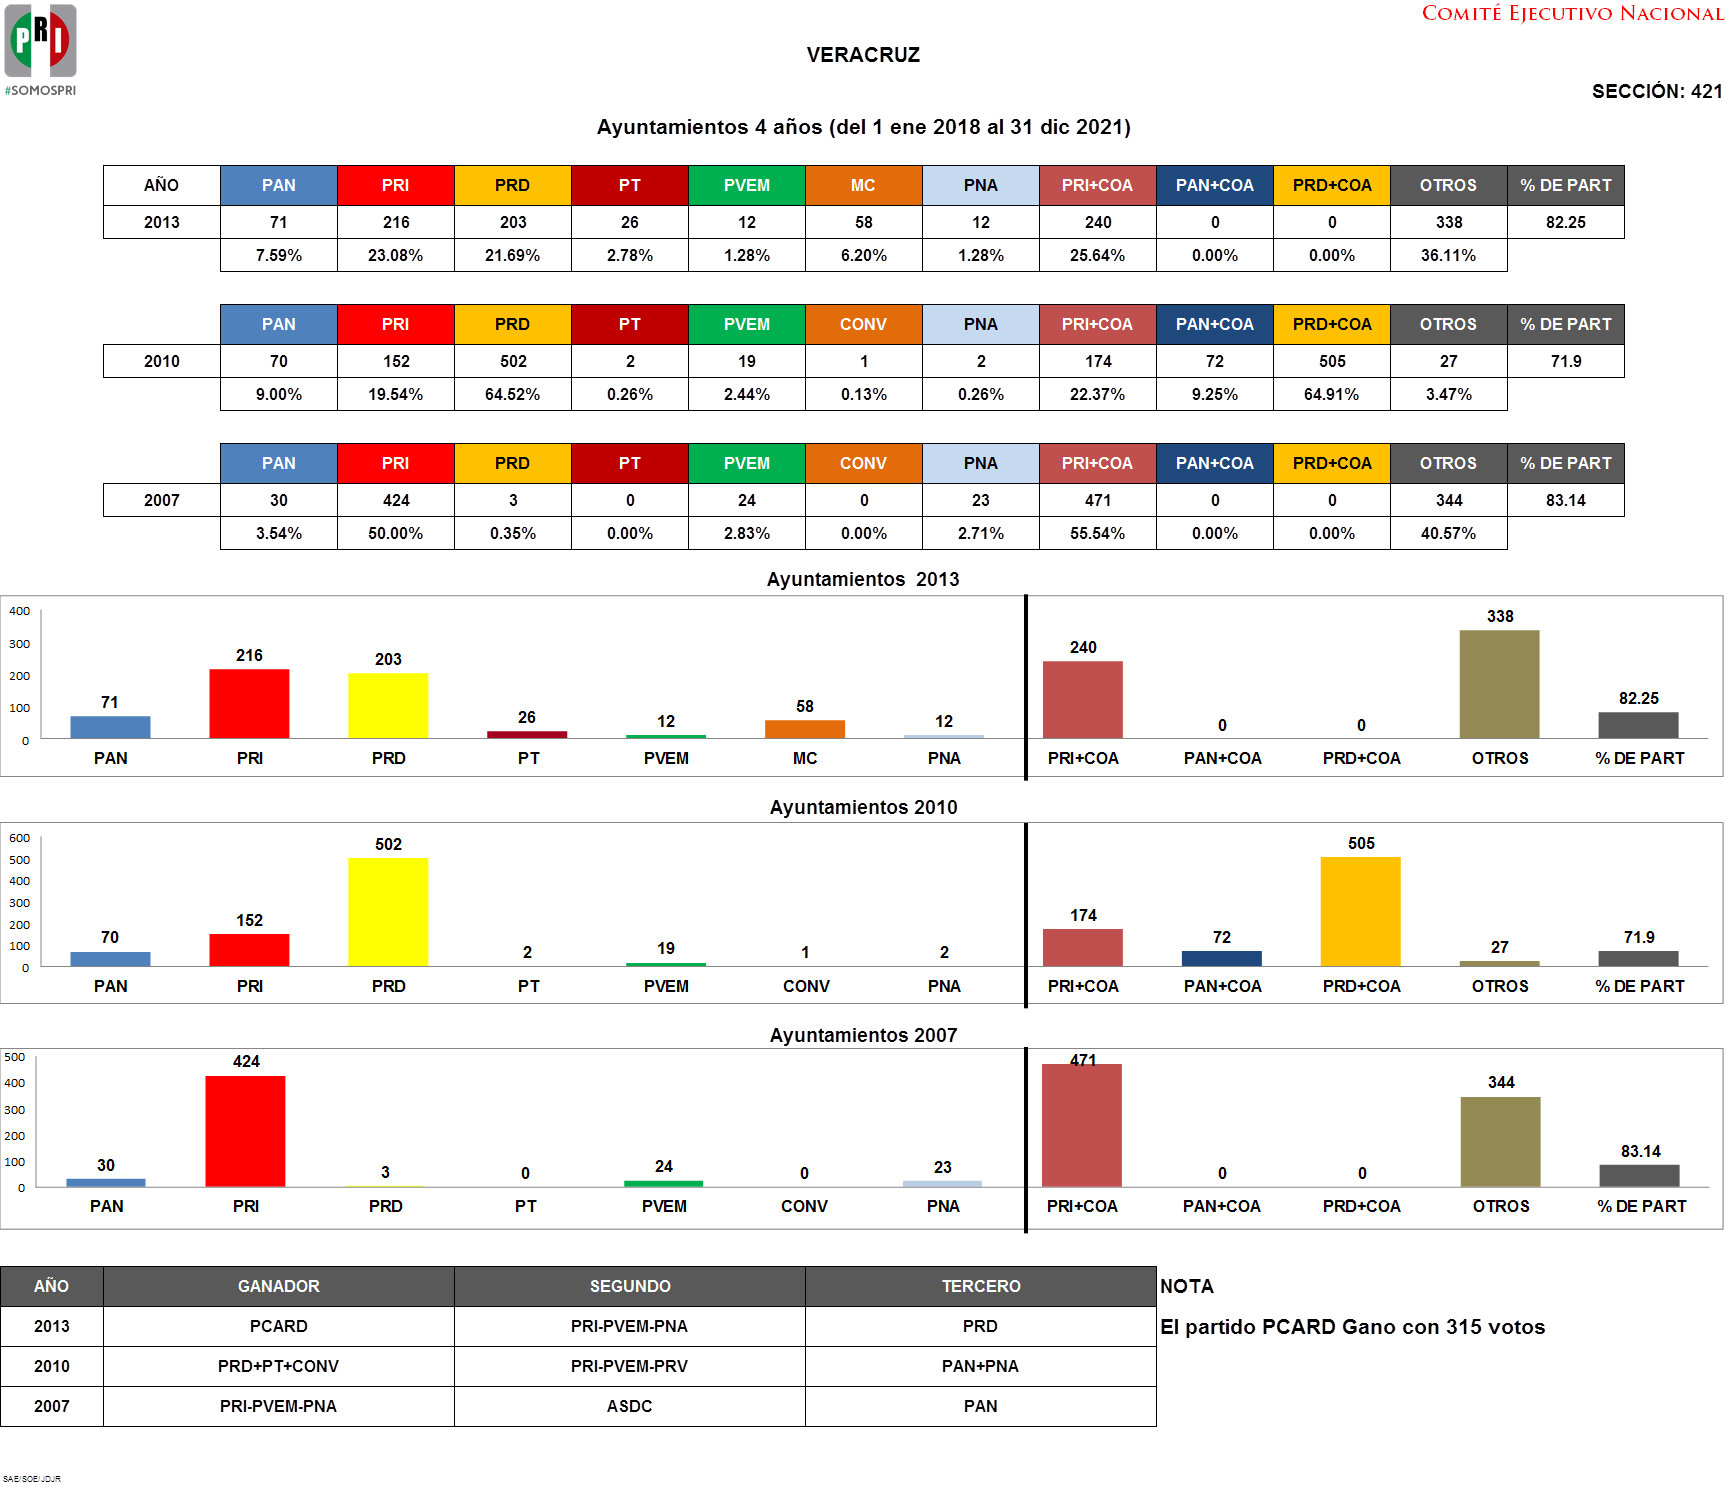 COMITÉ EJECUTIVO NACIONAL
PRI
#SOMOSPRI
VERACRUZ
SECCIÓN: 421
Ayuntamientos 4 años (del 1 ene 2018 al 31 dic 2021)
AÑO PAN PRI PRD PT PVEM MC PNA PRI+COA PAN+COA PRD+COA OTROS % DE PART
2013 71 216 203 26 12 58 12 240 0 0 338 82.25
7.59% 23.08% 21.69% 2.78% 1.28% 6.20% 1.28% 25.64% 0.00% 0.00% 36.11%
PAN PRI PRD PT PVEM CONV PNA PRI+COA PAN+COA PRD+COA OTROS % DE PART
2010 70 152 502 2 19 1 2 174 72 505 27 71.9
9.00% 19.54% 64.52% 0.26% 2.44% 0.13% 0.26% 22.37% 9.25% 64.91% 3.47%
PAN PRI PRD PT PVEM CONV PNA PRI+COA PAN+COA PRD+COA OTROS % DE PART
2007 30 424 3 0 24 0 23 471 0 0 344 83.14
3.54% 50.00% 0.35% 0.00% 2.83% 0.00% 2.71% 55.54% 0.00% 0.00% 40.57%
Ayuntamientos 2013
400
300
200
100
0
71 216 203 26 12 58 12 240 0 0 338 82.25
PAN PRI PRD PT PVEM MC PNA PRI+COA PAN+COA PRD+COA OTROS % DE PART
Ayuntamientos 2010
600
500
400
300
200
100
0
70 152 502 2 19 1 2 174 72 505 27 71.9
PAN PRI PRD PT PVEM CONV PNA PRI+COA PAN+COA PRD+COA OTROS % DE PART
Ayuntamientos 2007
500
400
300
200
100
0
30 424 3 0 24 0 23 471 0 0 344 83.14
PAN PRI PRD PT PVEM CONV PNA PRI+COA PAN+COA PRD+COA OTROS % DE PART
AÑO GANADOR SEGUNDO TERCERO NOTA
2013 PCARD PRI-PVEM-PNA PRD El partido PCARD Gano con 315 votos
2010 PRD+PT+CONV PRI-PVEM-PRV PAN+PNA
2007 PRI-PVEM-PNA ASDC PAN
SAE/SOE/JDJR